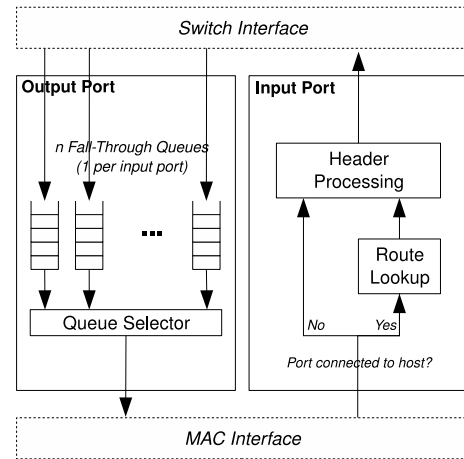 Switch Interface
Output Port
Input Port
n Fall-Through Queues
(1 per input port)
Header
Processing
Route
Lookup
Queue Selector
No
Yes
Port connected to host?
MAC Interface